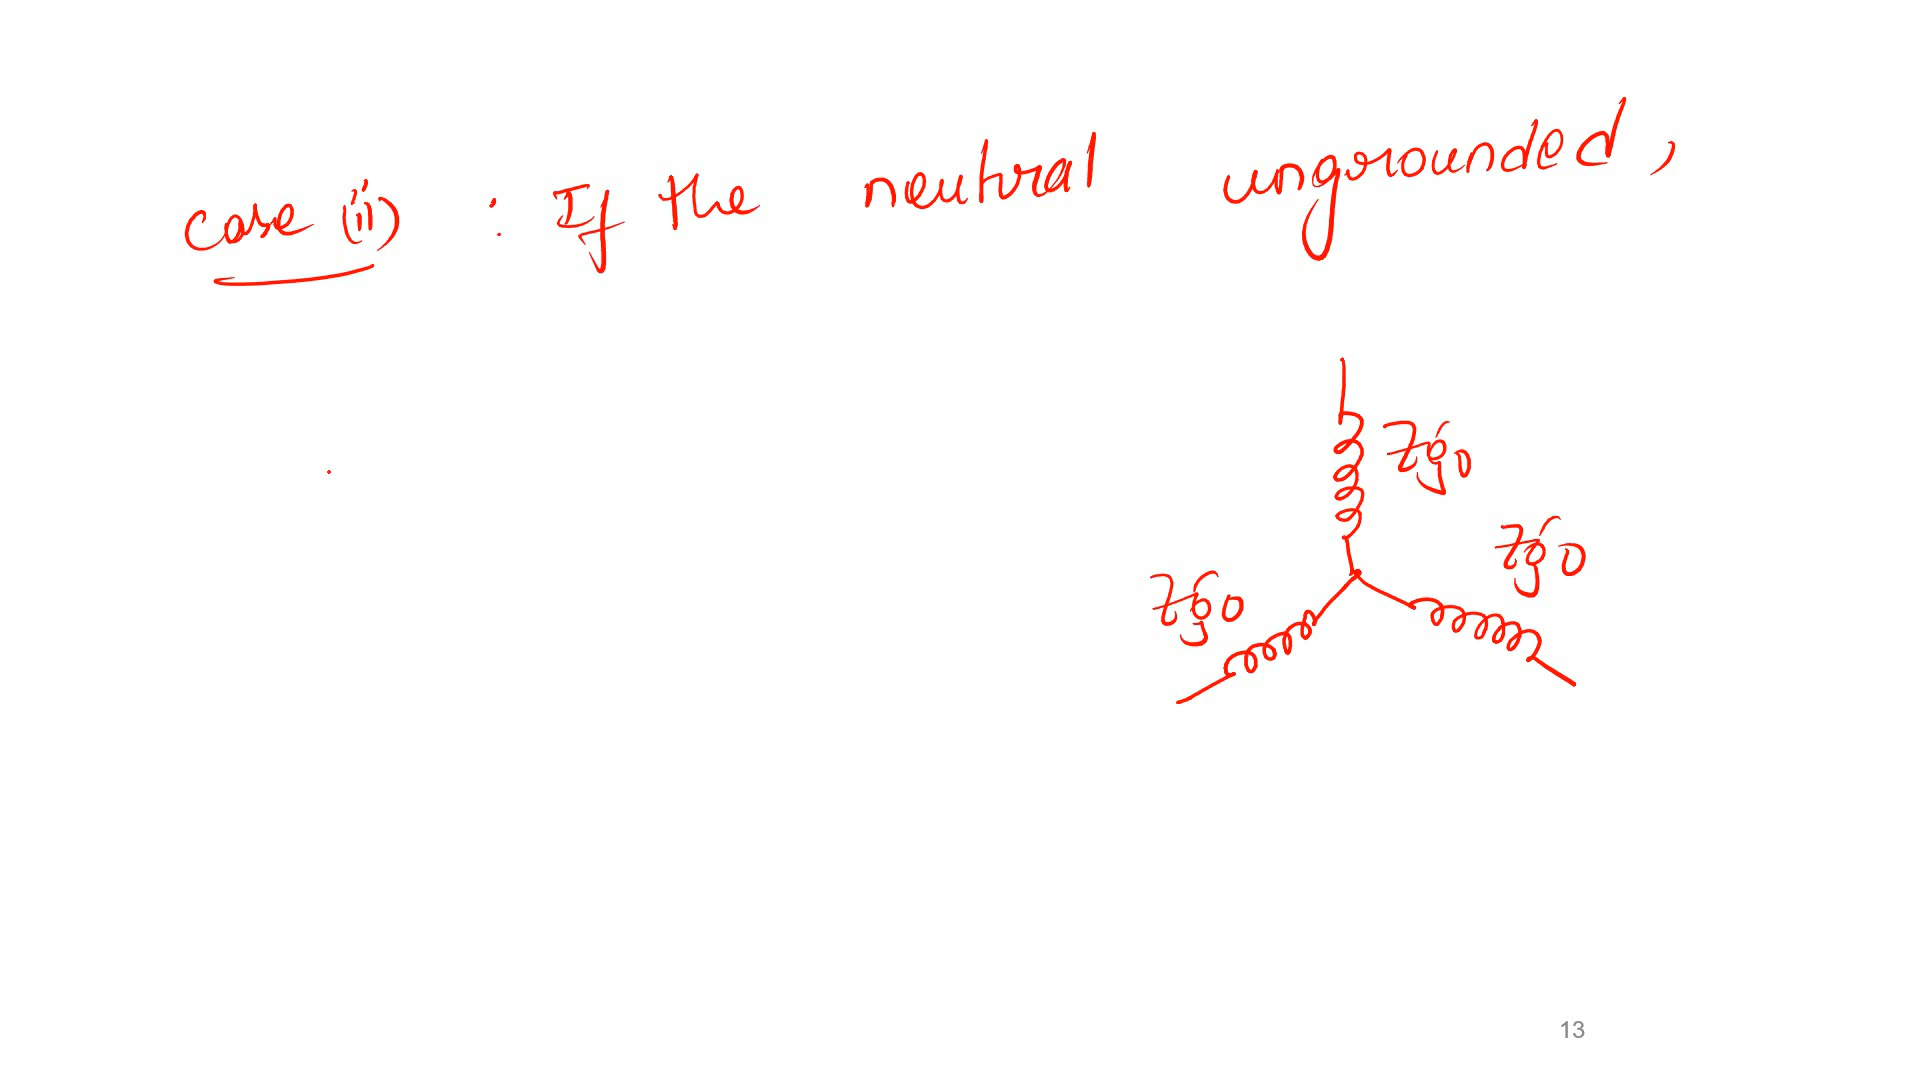 case (ii) : If the neutral ungrounded,
Zg0
Zg0
Zg0
13